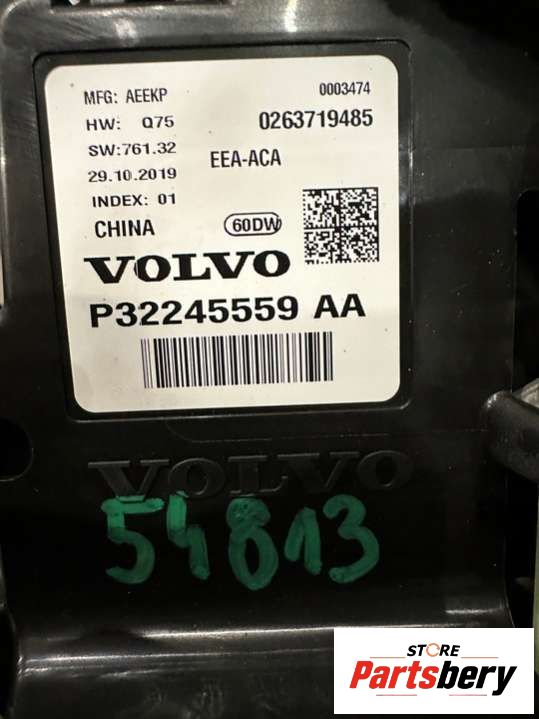 MFG: AEEKP 0003474
HW: Q75 0263719485
SW:761.32 EEA-ACA
29.10.2019
INDEX: 01
CHINA 60DW
VOLVO
P32245559 AA
VOLVO
54813
STORE
Partsbery